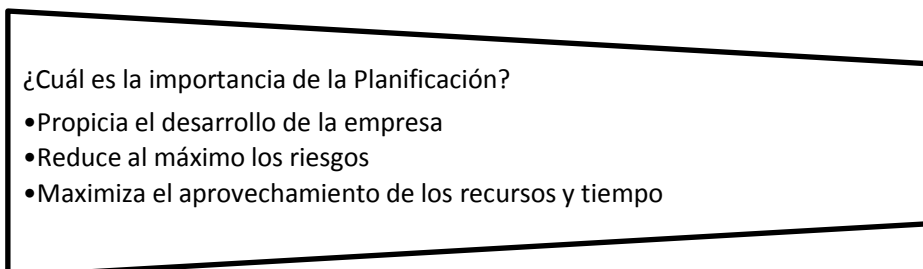 ¿Cuál es la importancia de la Planificación?
•Propicia el desarrollo de la empresa
•Reduce al máximo los riesgos
•Maximiza el aprovechamiento de los recursos y tiempo